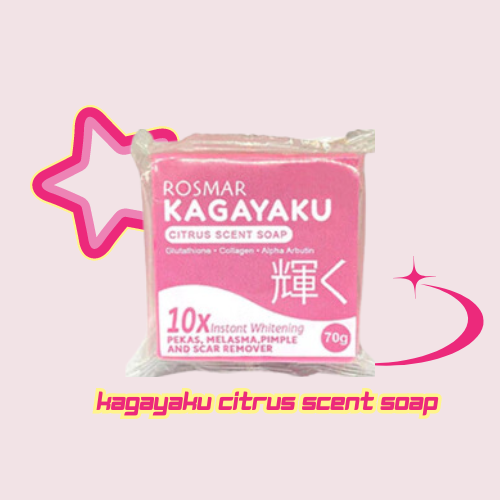 ROSMAR
KAGAYAKU
CITRUS SCENT SOAP
Glutathione • Collagen • Alpha Arbutin
輝く
10x Instant Whitening
PEKAS, MELASMA,PIMPLE
AND SCAR REMOVER
70g
kagayaku citrus scent soap